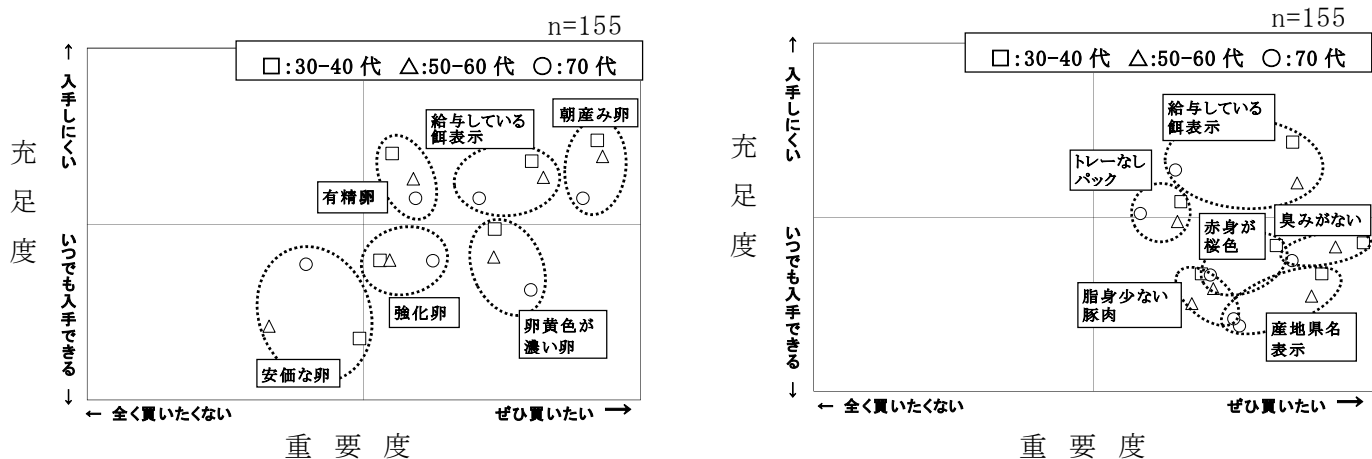 n=155
□:30-40 代 △:50-60 代 ○:70 代
↑ 入手しにくい
いつでも入手できる ↓
充足度
朝産み卵
給与している
餌表示
有精卵
強化卵
卵黄色が
濃い卵
安価な卵
← 全く買いたくない
ぜひ買いたい →
重要度
n=155
□:30-40 代 △:50-60 代 ○:70 代
↑ 入手しにくい
いつでも入手できる ↓
充足度
給与している
餌表示
トレーなし
パック
赤身が
桜色
臭みがない
脂身少ない
豚肉
産地県名
表示
← 全く買いたくない
ぜひ買いたい →
重要度